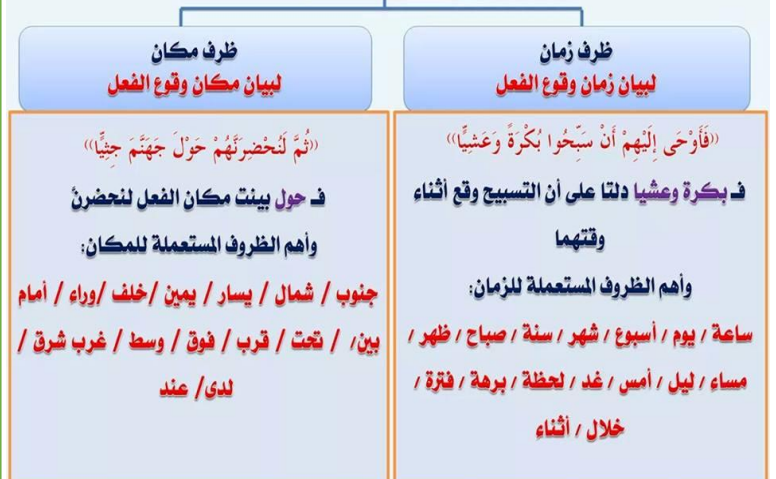 ظرف زمان
لبيان زمان وقوع الفعل
((فَأَوْحَى إِلَيْهِمْ أَنْ سَبِّحُوا بُكْرَةً وَعَشِيًّا))
فـ بكرة وعشيا دلتا على أن التسبيح وقع أثناء
وقتهما
وأهم الظروف المستعملة للزمان:
ساعة / يوم / أسبوع / شهر / سنة / صباح / ظهر /
مساء / ليل / أمس / غد / لحظة / برهة / فترة /
خلال / أثناء
ظرف مكان
لبيان مكان وقوع الفعل
((ثُمَّ لَنُحْضِرَنَّهُمْ حَوْلَ جَهَنَّمَ جِثِيًّا))
فـ حول بينت مكان الفعل لنحضرنّ
وأهم الظروف المستعملة للمكان:
جنوب / شمال / يسار / يمين /خلف /وراء / أمام
بين/ / تحت / قرب / فوق / وسط / غرب شرق /
لدى/ عند